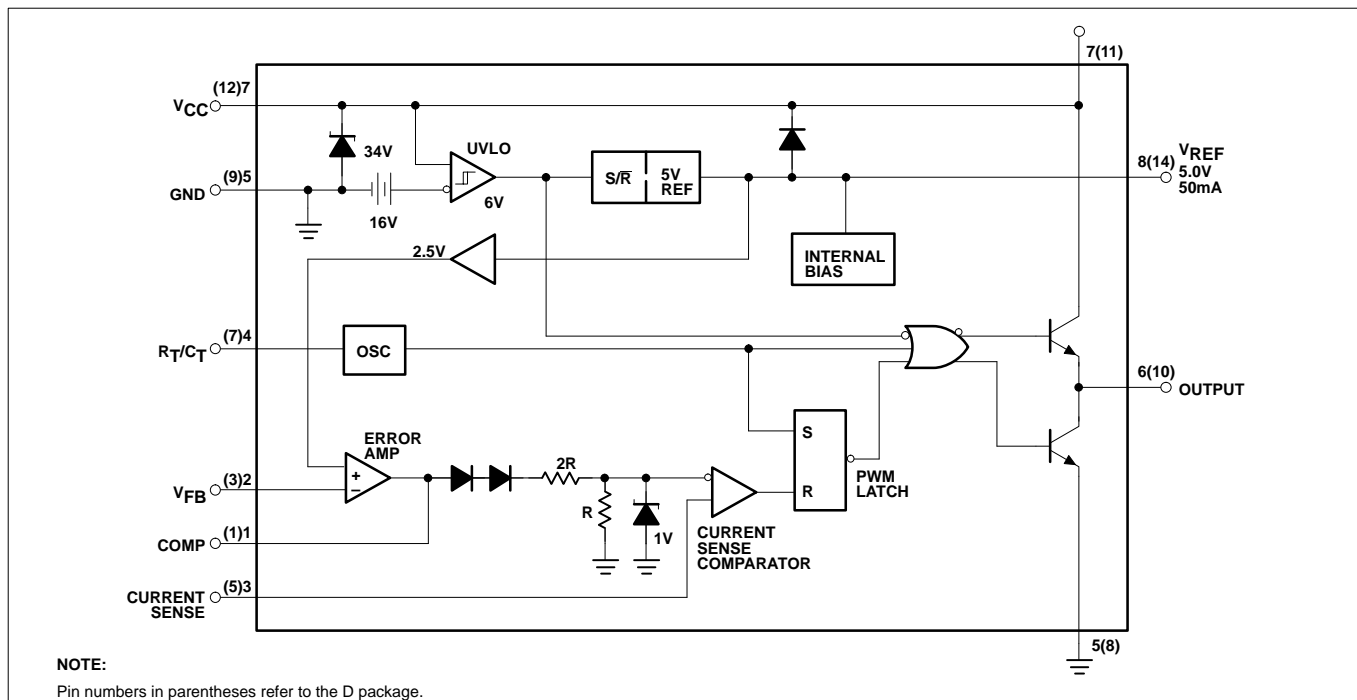 7(11)
(12)7
VCC
34V
UVLO
S/R̅
5V
REF
8(14)
VREF
5.0V
50mA
(9)5
GND
16V
6V
2.5V
INTERNAL
BIAS
(7)4
RT/CT
OSC
6(10)
OUTPUT
ERROR
AMP
+
–
(3)2
VFB
2R
R
1V
S
R
PWM
LATCH
CURRENT
SENSE
COMPARATOR
(1)1
COMP
(5)3
CURRENT
SENSE
5(8)
NOTE:
Pin numbers in parentheses refer to the D package.